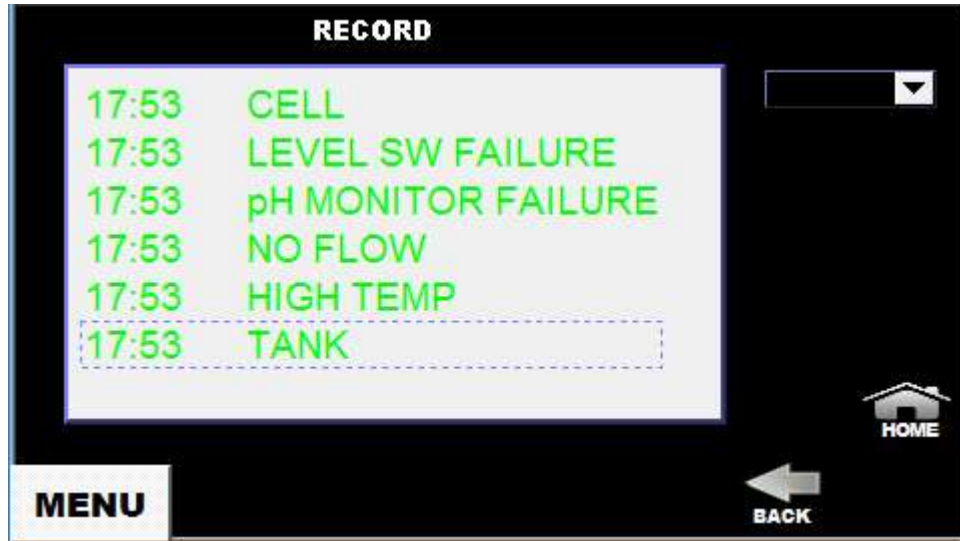 RECORD
17:53 CELL
17:53 LEVEL SW FAILURE
17:53 pH MONITOR FAILURE
17:53 NO FLOW
17:53 HIGH TEMP
17:53 TANK
HOME
MENU
BACK